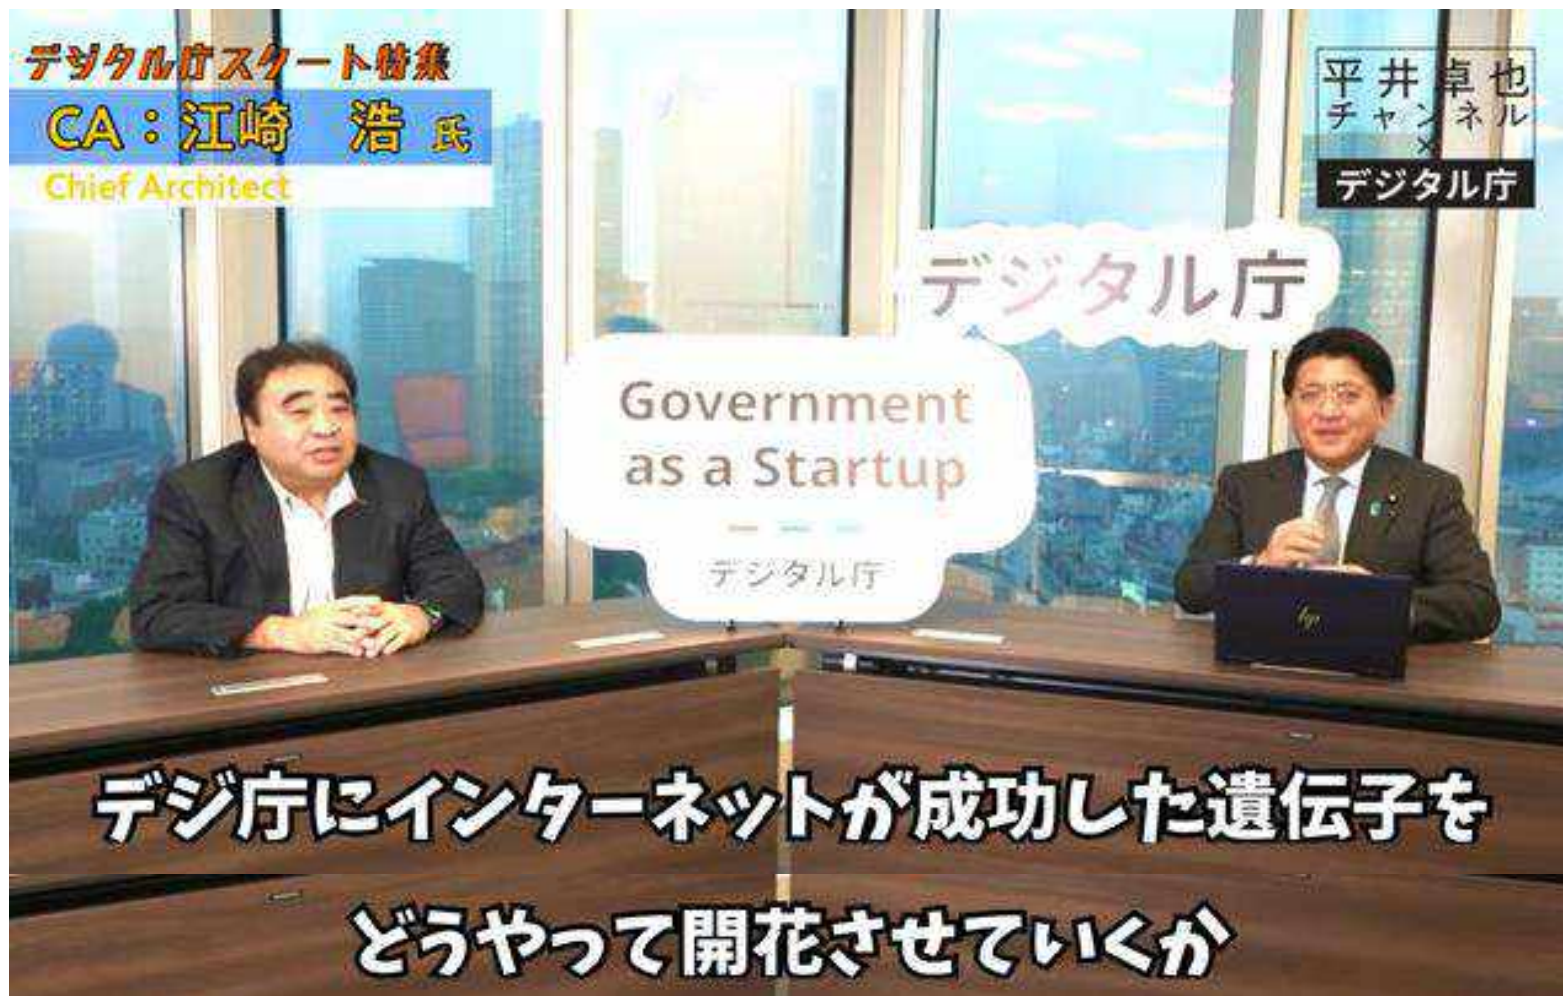 デジタル庁スタート特集
CA：江崎　浩 氏
Chief Architect
平井卓也
チャンネル
×
デジタル庁
デジタル庁
Government
as a Startup
デジタル庁
hp
デジ庁にインターネットが成功した遺伝子を
どうやって開花させていくか